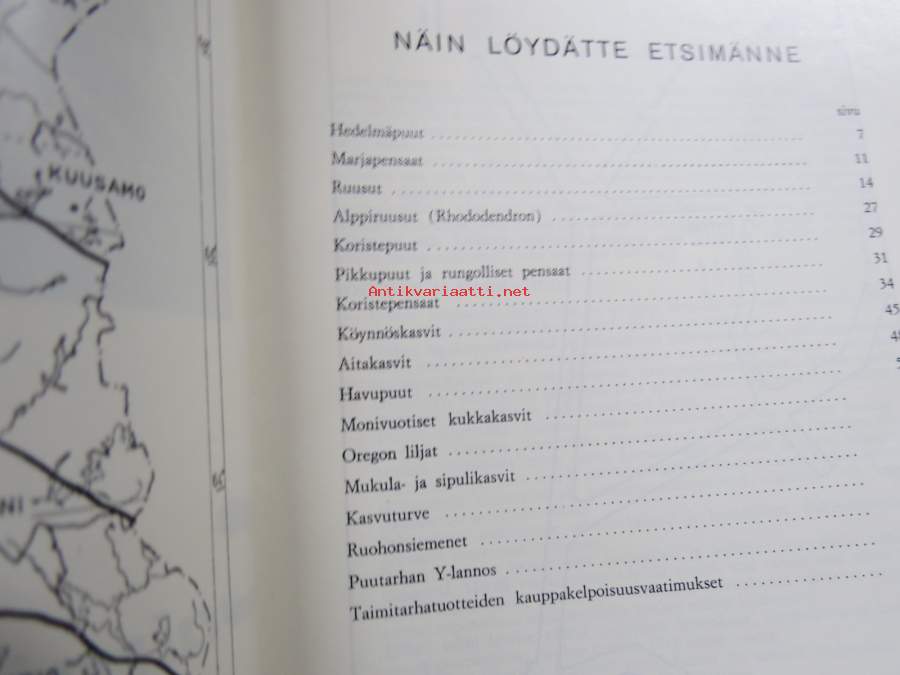 NÄIN LÖYDÄTTE ETSIMÄNNE
sivu
Hedelmäpuut 7
Marjapensaat 11
Ruusut 14
Alppiruusut (Rhododendron) 27
Koristepuut 29
Pikkupuut ja rungolliset pensaat 31
Antikvariaatti.net
Koristepensaat 34
Köynnöskasvit 45
Aitakasvit
Havupuut
Monivuotiset kukkakasvit
Oregon liljat
Mukula- ja sipulikasvit
Kasvuturve
Ruohonsiemenet
Puutarhan Y-lannos
Taimitarhatuotteiden kauppakelpoisuusvaatimukset
KUUSAMO